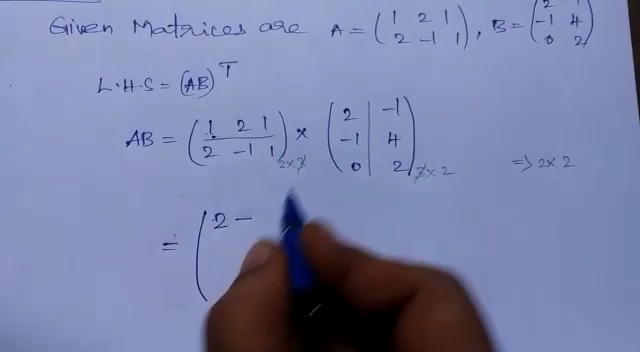 Given Matrices are A = ( 1 2 1 ; 2 -1 1 ) , B = ( 2 -1 ; -1 4 ; 0 2 )
L.H.S = (AB)^T
AB = ( 1 2 1 ; 2 -1 1 )2×3 × ( 2 -1 ; -1 4 ; 0 2 )3×2 ⇒ 2×2
= ( 2 −